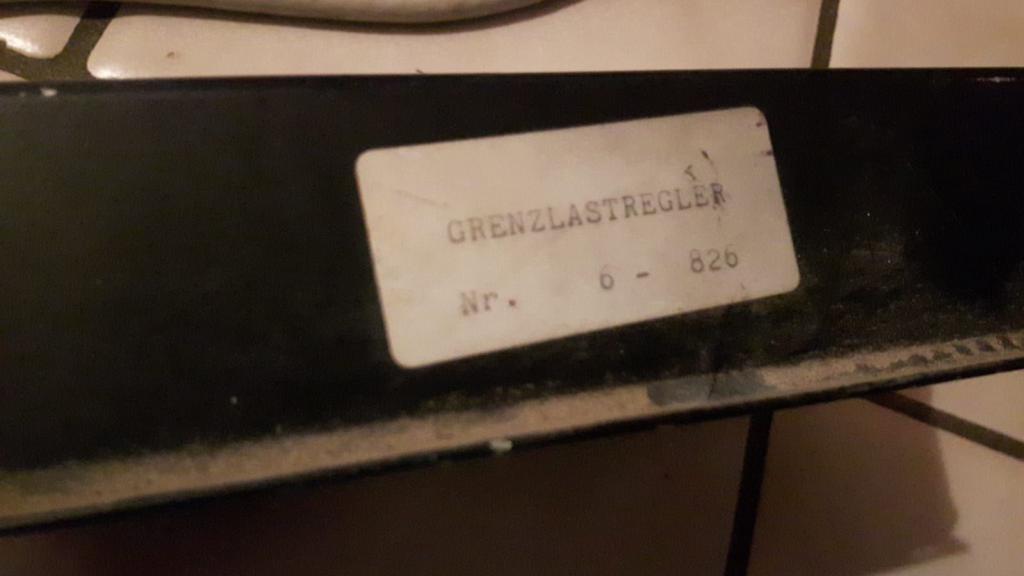 GRENZLASTREGLER
Nr. 6 - 826